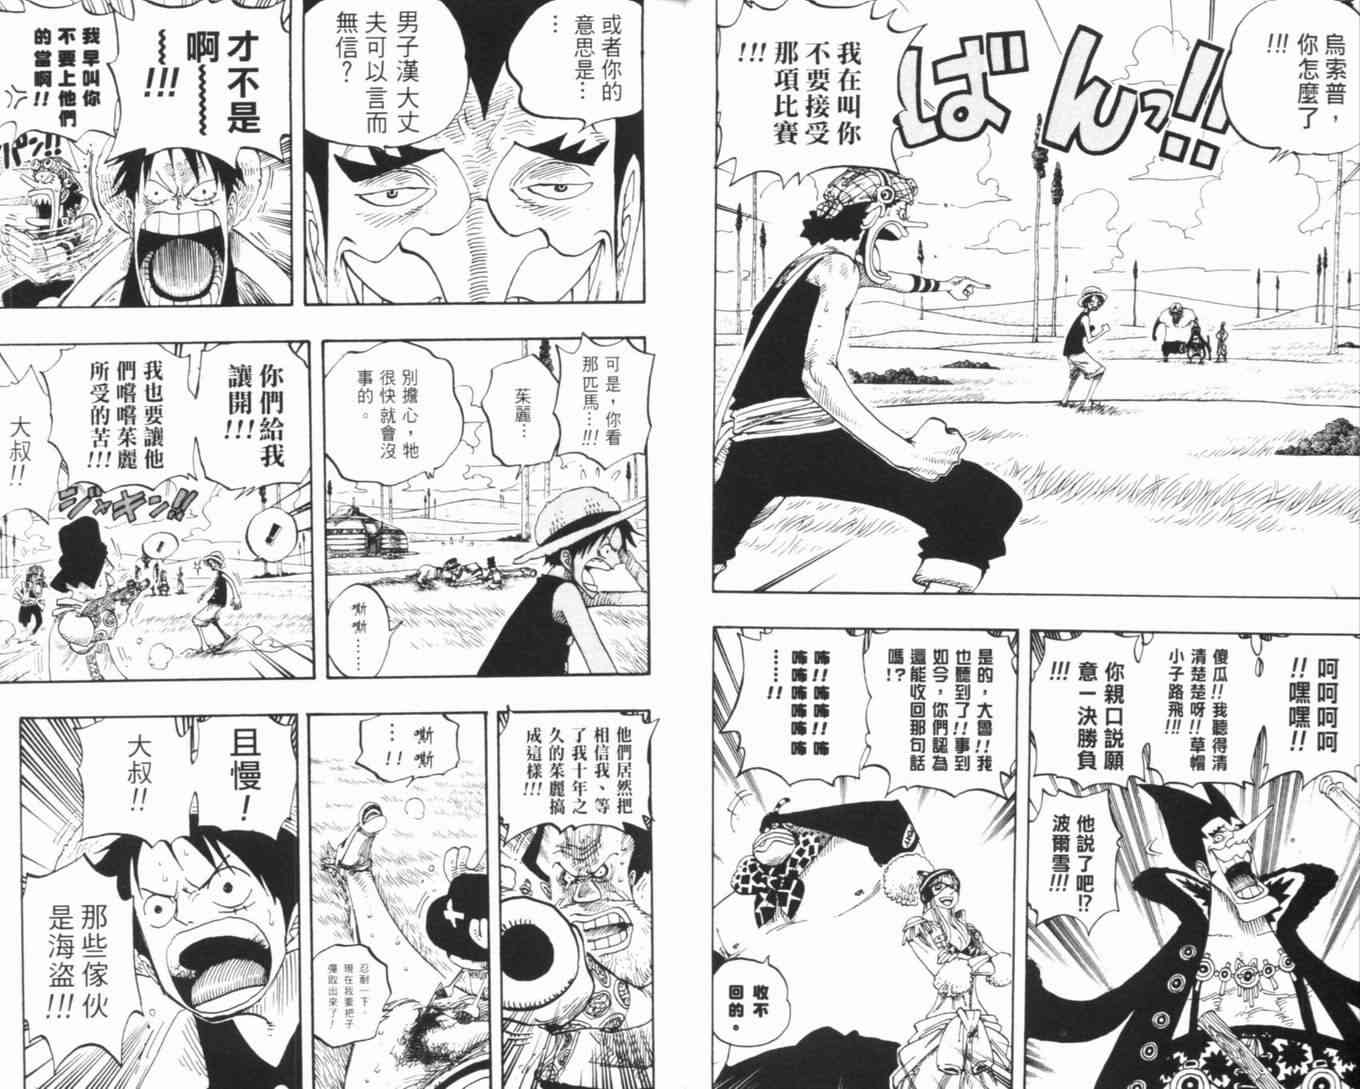 烏索普，
你怎麼了
!!!
ばんっ!!
我在叫你
不要接受
那項比賽
!!!
呵呵呵呵
!!嘿嘿!!
傻瓜!!我聽得清
清楚楚呀!!草帽
小子路飛!!!
你親口說願
意一決勝負
!!!
他說了吧!?
波爾雪!!!
是的，大魯!!我
也聽到了!!事到
如今，你們認為
還能收回那句話
嗎!?
咘!!咘!!咘
咘咘咘咘咘
……!!
收不
回的。
或者你的
意思是…
…
男子漢大丈
夫可以言而
無信？
才不是
啊~~~
~~!!!
我早叫你
不要上他們
的當啊!!
パン!!
可是，你看
那匹馬…!!!
茱麗…
別擔心，牠
很快就會沒
事的。
嘶
嘶……
你們給我
讓開!!!
我也要讓他
們嚐嚐茱麗
所受的苦!!!
大叔!!
ジャキン!!
!
!
他們居然把
相信我、等
了我十年之
久的茱麗搞
成這樣!!!
嘶嘶
…!!
忍耐一下，
現在我要把子
彈取出來了!
且慢!
大叔!!
那些傢伙
是海盜!!!